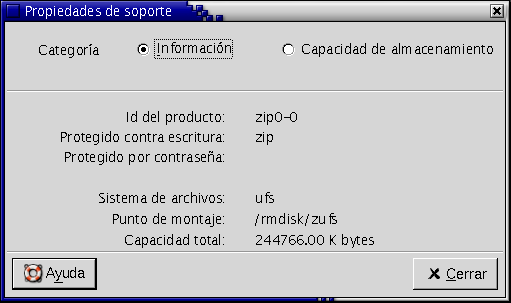 Propiedades de soporte
Categoría Información Capacidad de almacenamiento
Id del producto: zip0-0
Protegido contra escritura: zip
Protegido por contraseña:
Sistema de archivos: ufs
Punto de montaje: /rmdisk/zufs
Capacidad total: 244766.00 K bytes
Ayuda Cerrar